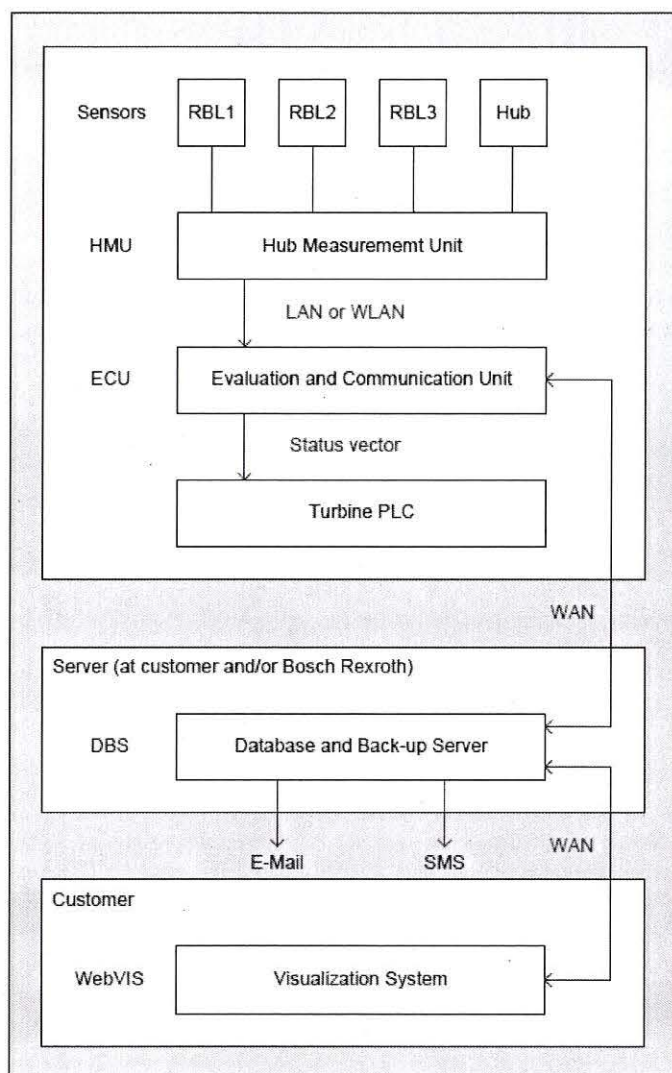 Sensors RBL1 RBL2 RBL3 Hub
HMU Hub Measurememt Unit
LAN or WLAN
ECU Evaluation and Communication Unit
Status vector
Turbine PLC
WAN
Server (at customer and/or Bosch Rexroth)
DBS Database and Back-up Server
WAN
E-Mail SMS
Customer
WebVIS Visualization System